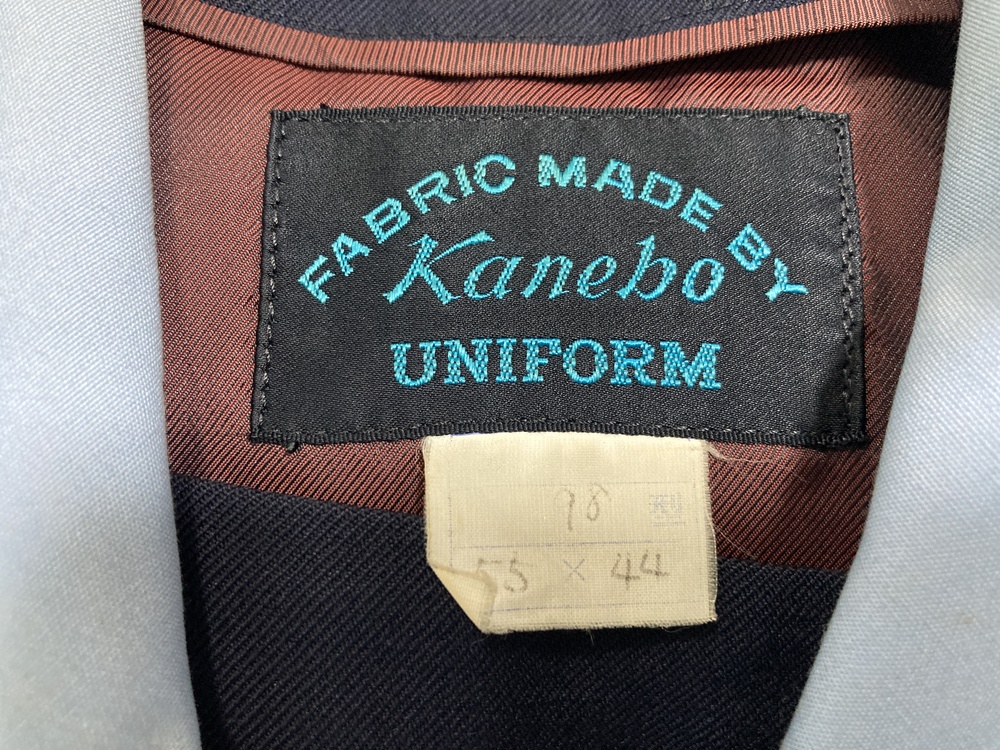 FABRIC MADE BY
Kanebo
UNIFORM
98
55 × 44